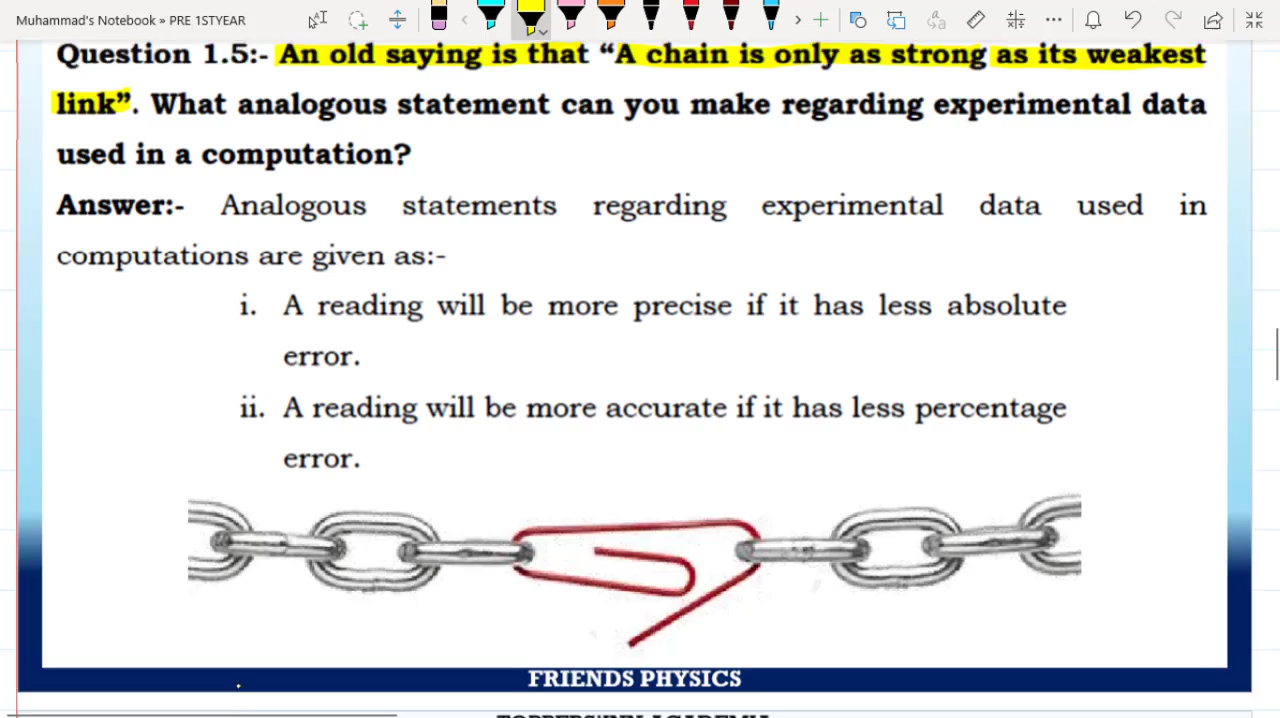 Muhammad's Notebook » PRE 1STYEAR
Question 1.5:- An old saying is that “A chain is only as strong as its weakest
link”. What analogous statement can you make regarding experimental data
used in a computation?
Answer:- Analogous statements regarding experimental data used in
computations are given as:-
i. A reading will be more precise if it has less absolute
error.
ii. A reading will be more accurate if it has less percentage
error.
FRIENDS PHYSICS